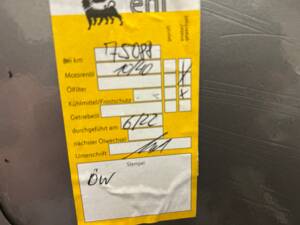 eni
Bei km 75088
Motorenöl 10/40
Ölfilter
Kühlmittel/Frostschutz
Getriebeöl
durchgeführt am 6/22
nächster Ölwechsel
Unterschrift
Stempel
ÖW